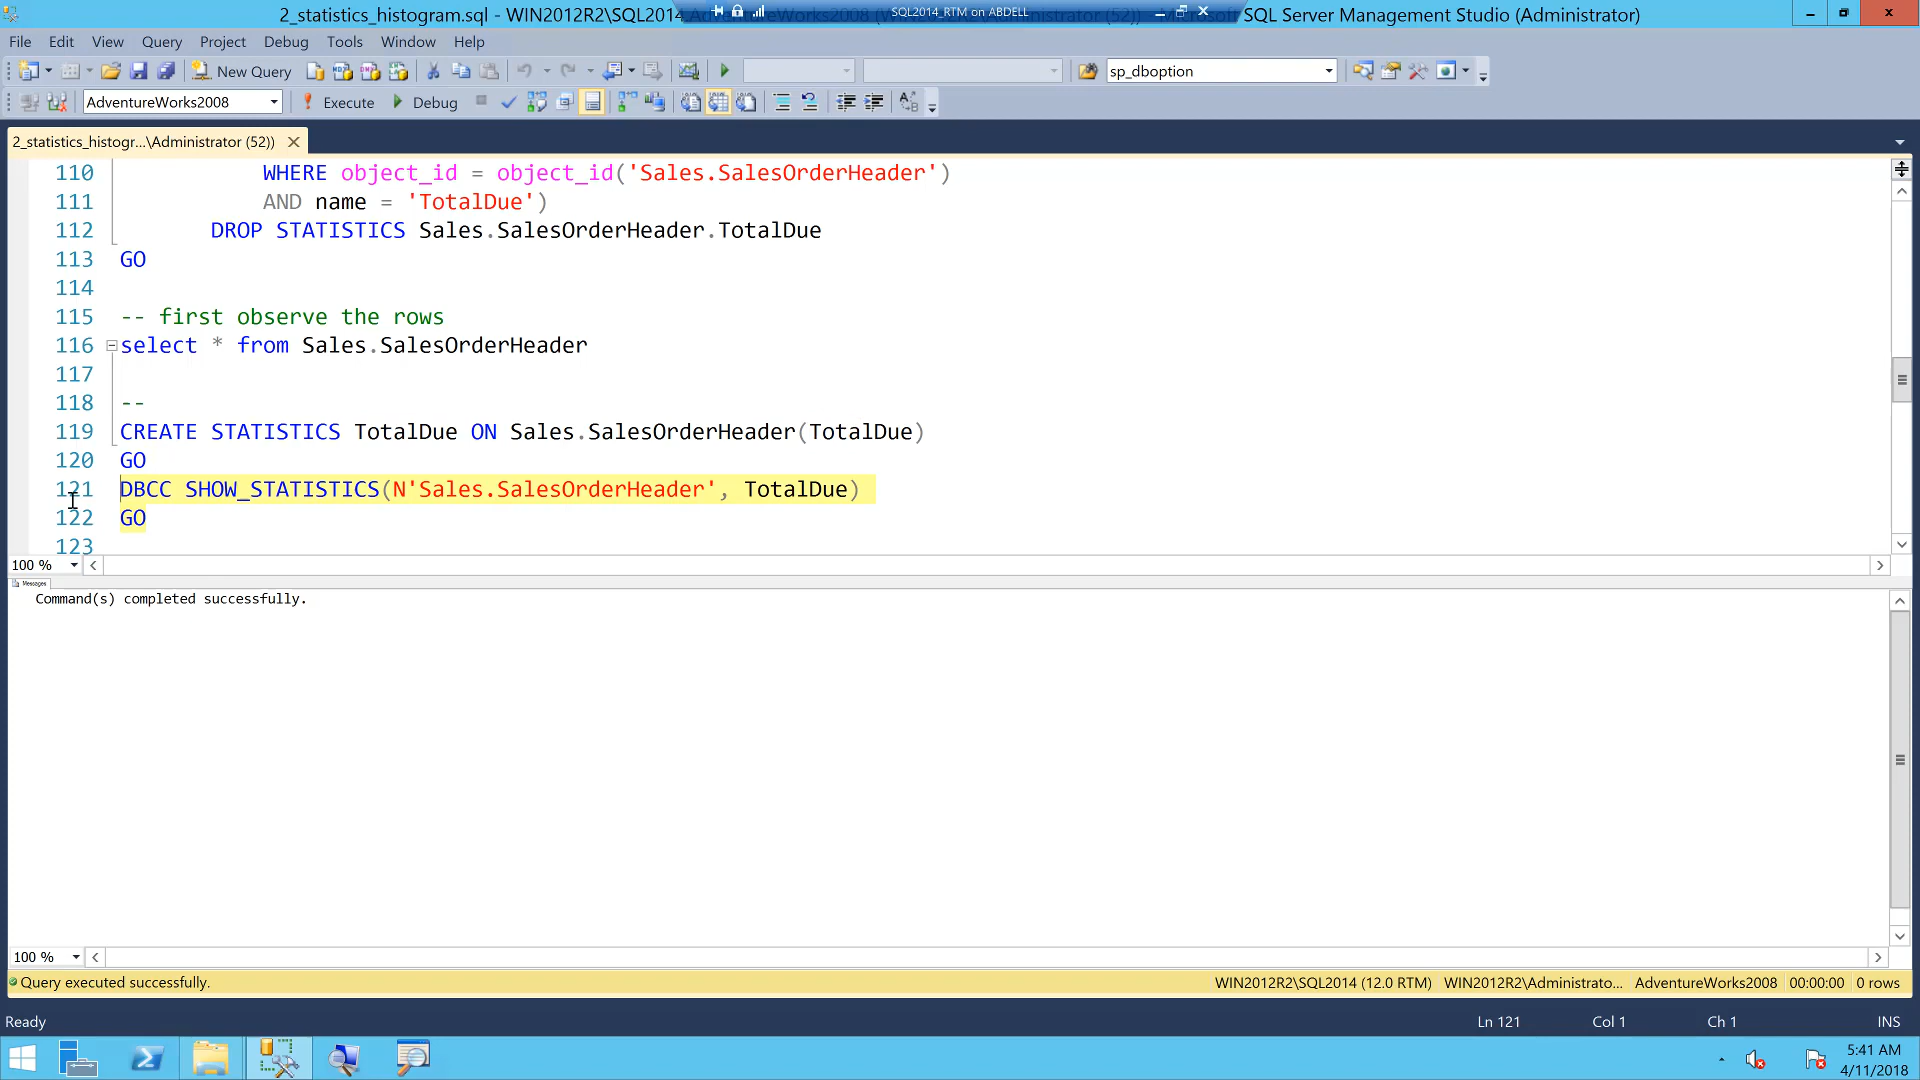 2_statistics_histogram.sql - WIN2012R2\SQL2014.AdventureWorks2008 (
SQL2014_RTM on ABDELL
ministrator (52)) -
SQL Server Management Studio (Administrator)
File Edit View Query Project Debug Tools Window Help
New Query
sp_dboption
AdventureWorks2008
Execute
Debug
2_statistics_histogr...\Administrator (52))
110 WHERE object_id = object_id('Sales.SalesOrderHeader')
111 AND name = 'TotalDue')
112 DROP STATISTICS Sales.SalesOrderHeader.TotalDue
113 GO
114
115 -- first observe the rows
116 select * from Sales.SalesOrderHeader
117
118 --
119 CREATE STATISTICS TotalDue ON Sales.SalesOrderHeader(TotalDue)
120 GO
121 DBCC SHOW_STATISTICS(N'Sales.SalesOrderHeader', TotalDue)
122 GO
123
100 %
Messages
Command(s) completed successfully.
100 %
Query executed successfully.
WIN2012R2\SQL2014 (12.0 RTM) WIN2012R2\Administrato... AdventureWorks2008 00:00:00 0 rows
Ready
Ln 121 Col 1 Ch 1 INS
5:41 AM
4/11/2018